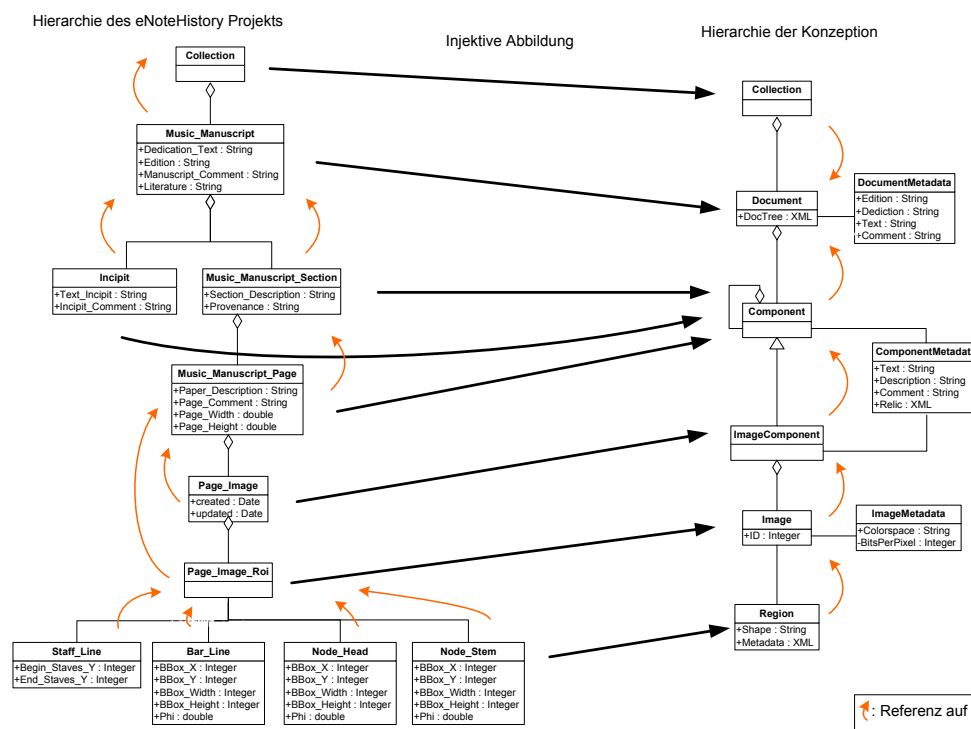 Hierarchie des eNoteHistory Projekts
Injektive Abbildung
Hierarchie der Konzeption
Collection
Music_Manuscript
+Dedication_Text : String
+Edition : String
+Manuscript_Comment : String
+Literature : String
Incipit
+Text_Incipit : String
+Incipit_Comment : String
Music_Manuscript_Section
+Section_Description : String
+Provenance : String
Music_Manuscript_Page
+Paper_Description : String
+Page_Comment : String
+Page_Width : double
+Page_Height : double
Page_Image
+created : Date
+updated : Date
Page_Image_Roi
Staff_Line
+Begin_Staves_Y : Integer
+End_Staves_Y : Integer
Bar_Line
+BBox_X : Integer
+BBox_Y : Integer
+BBox_Width : Integer
+BBox_Height : Integer
+Phi : double
Node_Head
+BBox_X : Integer
+BBox_Y : Integer
+BBox_Width : Integer
+BBox_Height : Integer
+Phi : double
Node_Stem
+BBox_X : Integer
+BBox_Y : Integer
+BBox_Width : Integer
+BBox_Height : Integer
+Phi : double
Collection
Document
+DocTree : XML
DocumentMetadata
+Edition : String
+Dediction : String
+Text : String
+Comment : String
Component
ComponentMetadat
+Text : String
+Description : String
+Comment : String
+Relic : XML
ImageComponent
Image
+ID : Integer
ImageMetadata
+Colorspace : String
-BitsPerPixel : Integer
Region
+Shape : String
+Metadata : XML
: Referenz auf